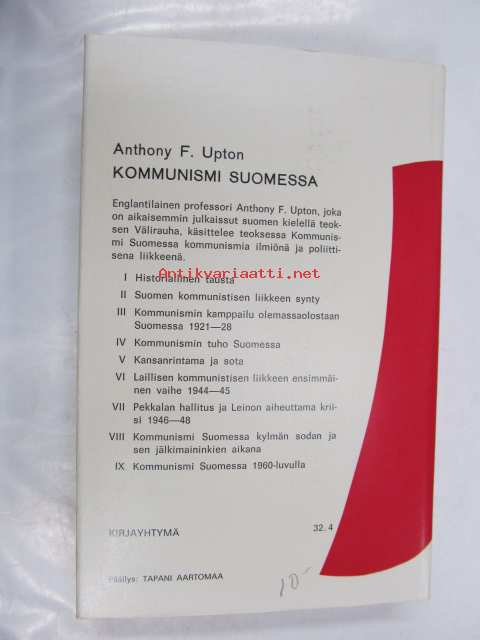 Anthony F. Upton
KOMMUNISMI SUOMESSA
Englantilainen professori Anthony F. Upton, joka
on aikaisemmin julkaissut suomen kielellä teok-
sen Välirauha, käsittelee teoksessa Kommunis-
mi Suomessa kommunismia ilmiönä ja poliitti-
sena liikkeenä.
Antikvariaatti.net
I Historiallinen tausta
II Suomen kommunistisen liikkeen synty
III Kommunismin kamppailu olemassaolostaan
Suomessa 1921—28
IV Kommunismin tuho Suomessa
V Kansanrintama ja sota
VI Laillisen kommunistisen liikkeen ensimmäi-
nen vaihe 1944—45
VII Pekkalan hallitus ja Leinon aiheuttama krii-
si 1946—48
VIII Kommunismi Suomessa kylmän sodan ja
sen jälkimaininkien aikana
IX Kommunismi Suomessa 1960-luvulla
KIRJAYHTYMÄ 32.4
Päällys: TAPANI AARTOMAA
10